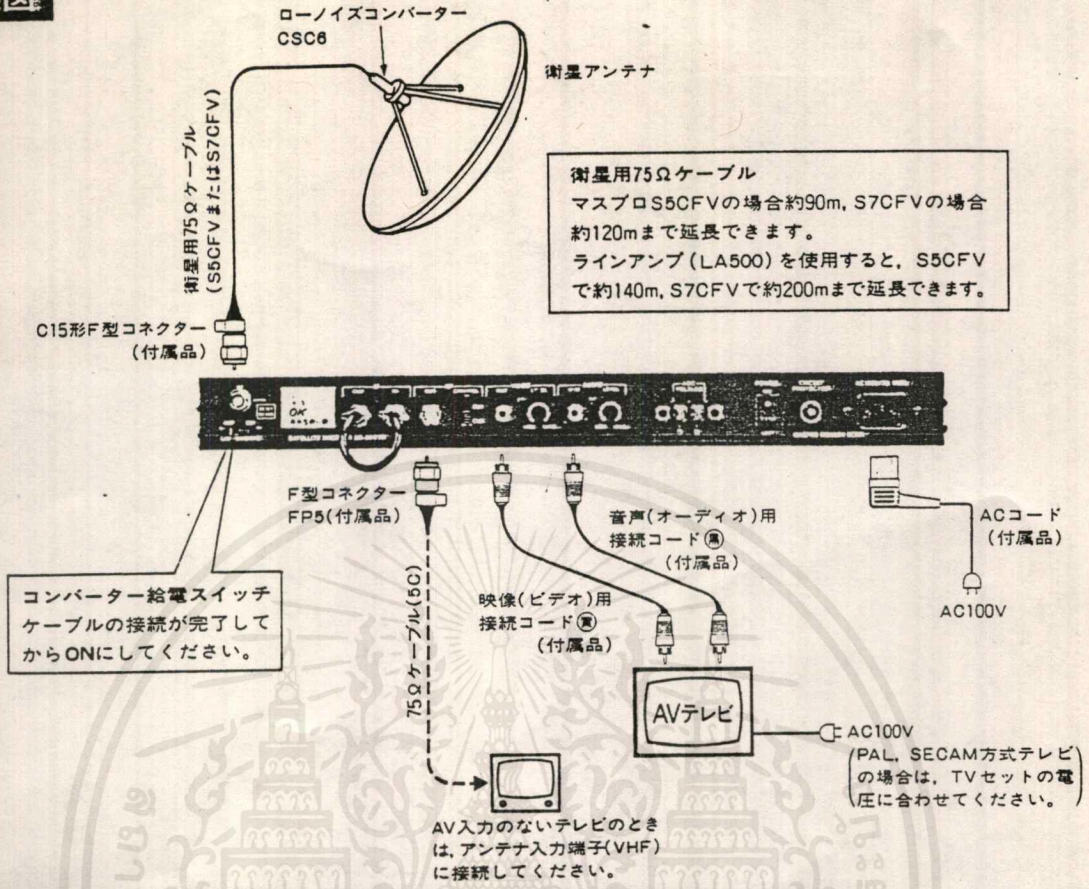 図
ローノイズコンバーター
CSC6
衛星アンテナ
衛星用75Ωケーブル
(S5CFVまたはS7CFV)
衛星用75Ωケーブル
マスプロS5CFVの場合約90m, S7CFVの場合
約120mまで延長できます。
ラインアンプ(LA500)を使用すると, S5CFV
で約140m, S7CFVで約200mまで延長できます。
C15形F型コネクター
(付属品)
OK
F型コネクター
FP5(付属品)
音声(オーディオ)用
接続コード黒
(付属品)
ACコード
(付属品)
AC100V
コンバーター給電スイッチ
ケーブルの接続が完了して
からONにしてください。
映像(ビデオ)用
接続コード黄
(付属品)
75Ωケーブル(5C)
AVテレビ
AC100V
(PAL, SECAM方式テレビ
の場合は, TVセットの電
圧に合わせてください。)
AV入力のないテレビのとき
は, アンテナ入力端子(VHF)
に接続してください。